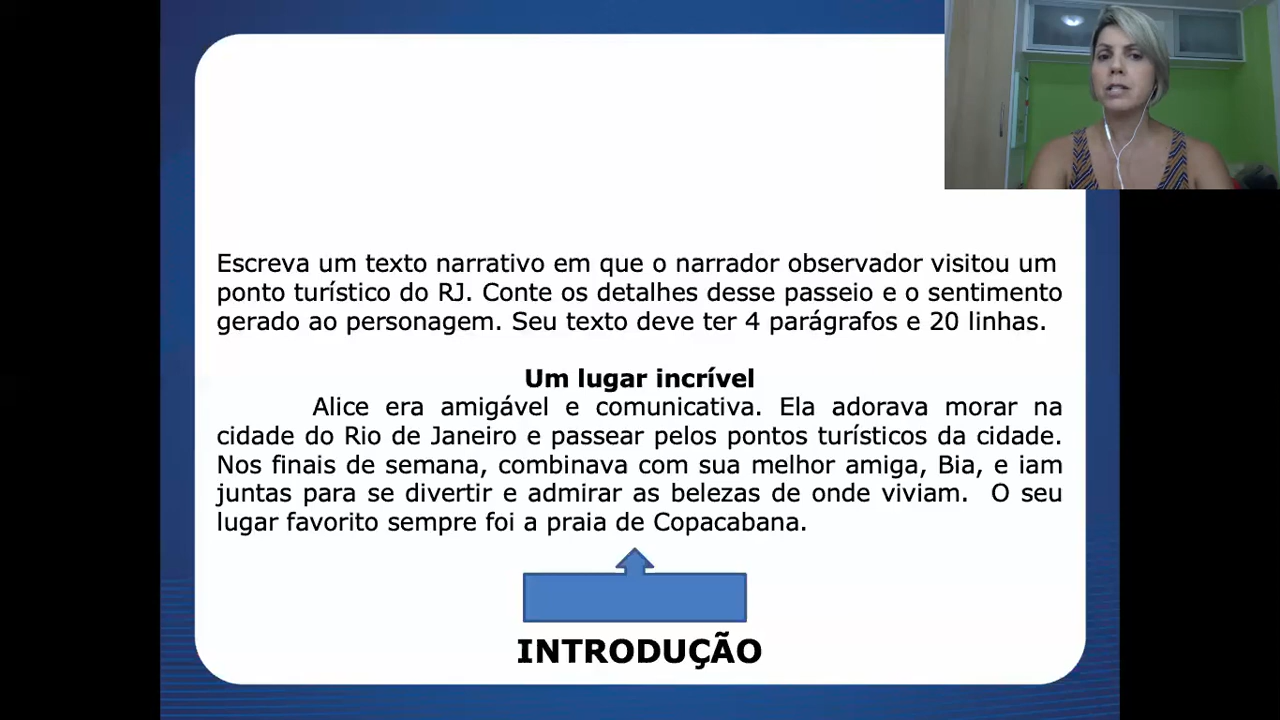 Escreva um texto narrativo em que o narrador observador visitou um
ponto turístico do RJ. Conte os detalhes desse passeio e o sentimento
gerado ao personagem. Seu texto deve ter 4 parágrafos e 20 linhas.
Um lugar incrível
Alice era amigável e comunicativa. Ela adorava morar na
cidade do Rio de Janeiro e passear pelos pontos turísticos da cidade.
Nos finais de semana, combinava com sua melhor amiga, Bia, e iam
juntas para se divertir e admirar as belezas de onde viviam.  O seu
lugar favorito sempre foi a praia de Copacabana.
INTRODUÇÃO